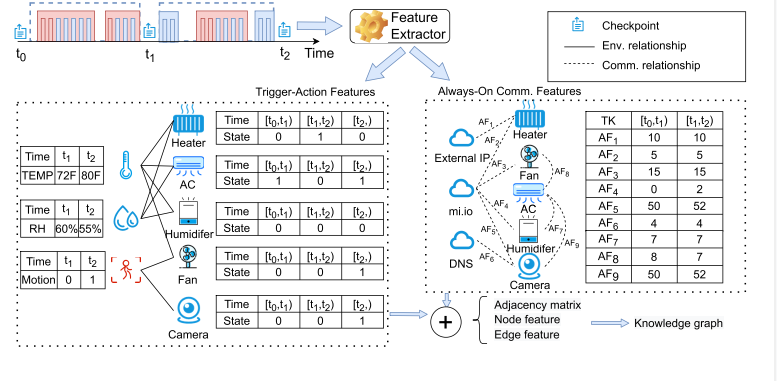 Feature
Extractor
t0 t1 t2 Time
Checkpoint
Env. relationship
Comm. relationship
Trigger-Action Features
Time t1 t2
TEMP 72F 80F
Time t1 t2
RH 60% 55%
Time t1 t2
Motion 0 1
Heater
AC
Humidifer
Fan
Camera
Time [t0,t1) [t1,t2) [t2,)
State 0 1 0
Time [t0,t1) [t1,t2) [t2,)
State 1 0 1
Time [t0,t1) [t1,t2) [t2,)
State 0 0 0
Time [t0,t1) [t1,t2) [t2,)
State 0 0 1
Time [t0,t1) [t1,t2) [t2,)
State 0 0 1
Always-On Comm. Features
External IP
mi.io
DNS
AF1
AF2
AF3
AF4
AF5
AF6
AF7
AF8
AF9
Heater
Fan
AC
Humidifer
Camera
TK [t0,t1) [t1,t2)
AF1 10 10
AF2 5 5
AF3 15 15
AF4 0 2
AF5 50 52
AF6 4 4
AF7 7 7
AF8 8 7
AF9 50 52
+
Adjacency matrix
Node feature
Edge feature
Knowledge graph